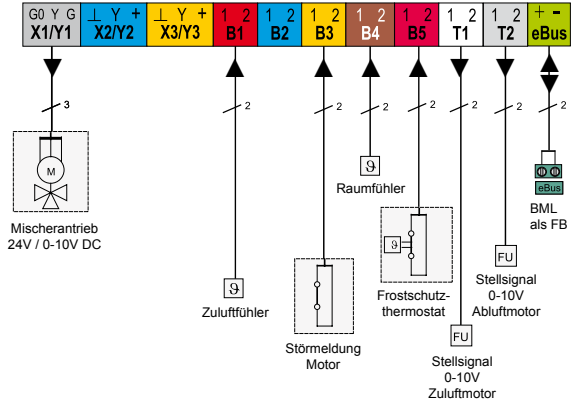 G0 Y G ⊥ Y + ⊥ Y + 1 2 1 2 1 2 1 2 1 2 1 2 1 2 + -
X1/Y1 X2/Y2 X3/Y3 B1 B2 B3 B4 B5 T1 T2 eBus
3 2 2 2 2 2 2 2
M
Mischerantrieb
24V / 0-10V DC
ϑ
Zuluftfühler
Störmeldung
Motor
ϑ
Raumfühler
ϑ
Frostschutz-
thermostat
FU
Stellsignal
0-10V
Zuluftmotor
FU
Stellsignal
0-10V
Abluftmotor
eBus
BML
als FB